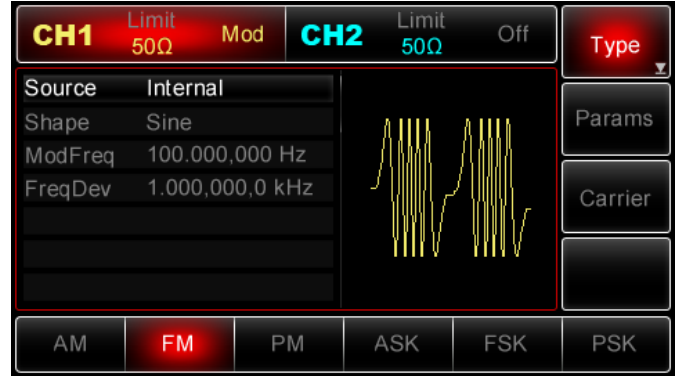 CH1 Limit 50Ω Mod CH2 Limit 50Ω Off Type
Source Internal
Shape Sine
ModFreq 100.000,000 Hz
FreqDev 1.000,000,0 kHz
Params
Carrier
AM FM PM ASK FSK PSK